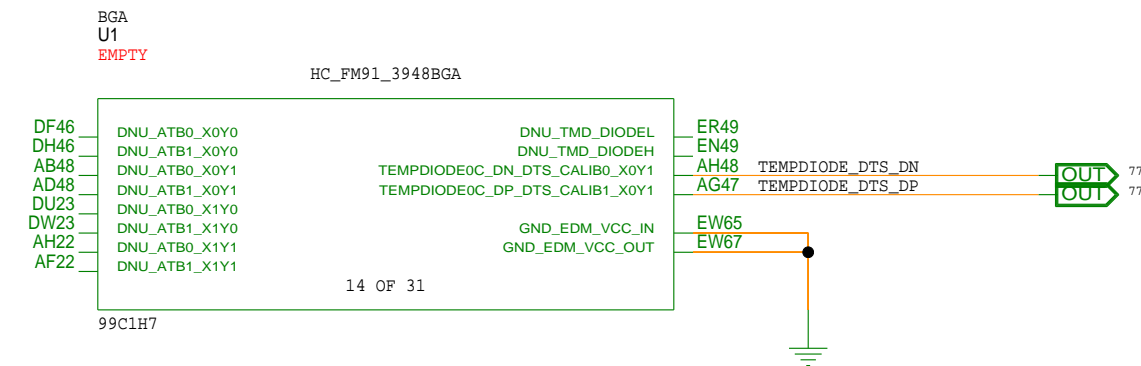 BGA
U1
EMPTY
HC_FM91_3948BGA
DF46 DNU_ATB0_X0Y0 DNU_TMD_DIODEL ER49
DH46 DNU_ATB1_X0Y0 DNU_TMD_DIODEH EN49
AB48 DNU_ATB0_X0Y1 TEMPDIODE0C_DN_DTS_CALIB0_X0Y1 AH48 TEMPDIODE_DTS_DN OUT 77
AD48 DNU_ATB1_X0Y1 TEMPDIODE0C_DP_DTS_CALIB1_X0Y1 AG47 TEMPDIODE_DTS_DP OUT 77
DU23 DNU_ATB0_X1Y0
DW23 DNU_ATB1_X1Y0 GND_EDM_VCC_IN EW65
AH22 DNU_ATB0_X1Y1 GND_EDM_VCC_OUT EW67
AF22 DNU_ATB1_X1Y1
14 OF 31
99C1H7